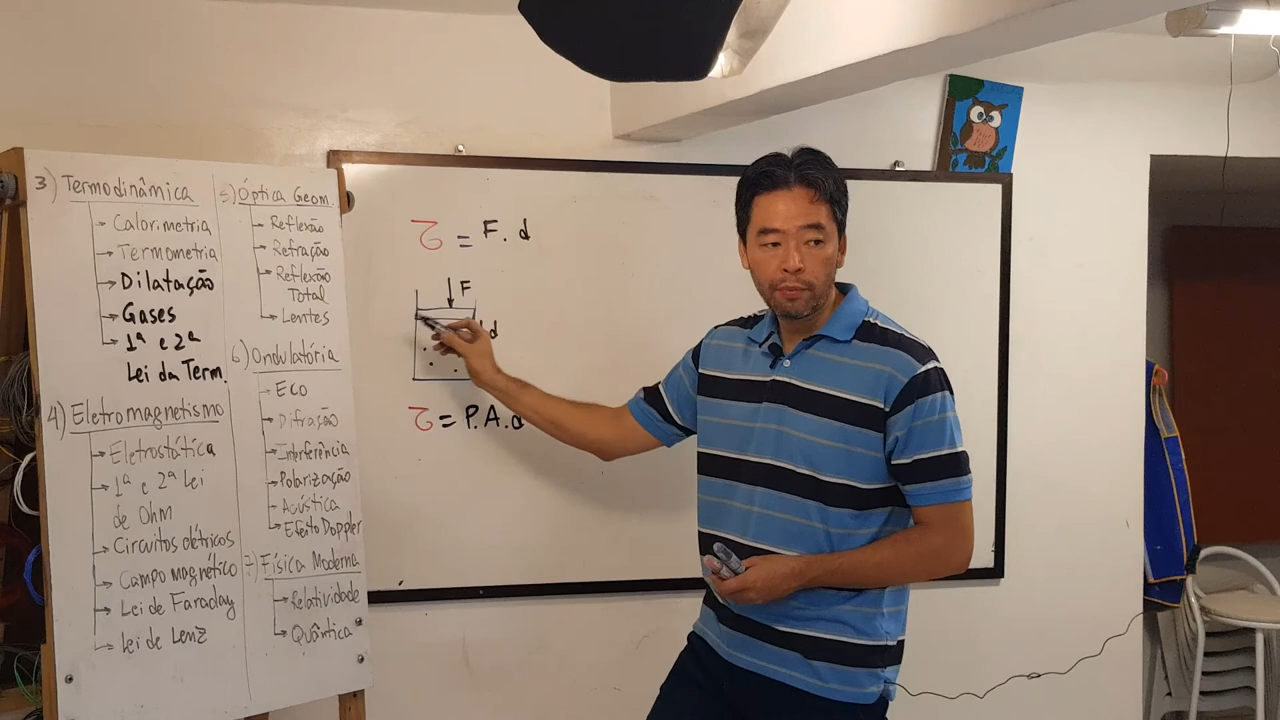 3) Termodinâmica
Calorimetria
Termometria
Dilatação
Gases
1ª e 2ª
Lei da Term.
4) Eletromagnetismo
Eletrostática
1ª e 2ª Lei
de Ohm
Circuitos elétricos
Campo magnético
Lei de Faraday
Lei de Lenz
5) Óptica Geom.
Reflexão
Refração
Reflexão
Total
Lentes
6) Ondulatória
Eco
Difração
Interferência
Polarização
Acústica
Efeito Doppler
7) Física Moderna
Relatividade
Quântica
τ = F. d
F
d
τ = P. A. d